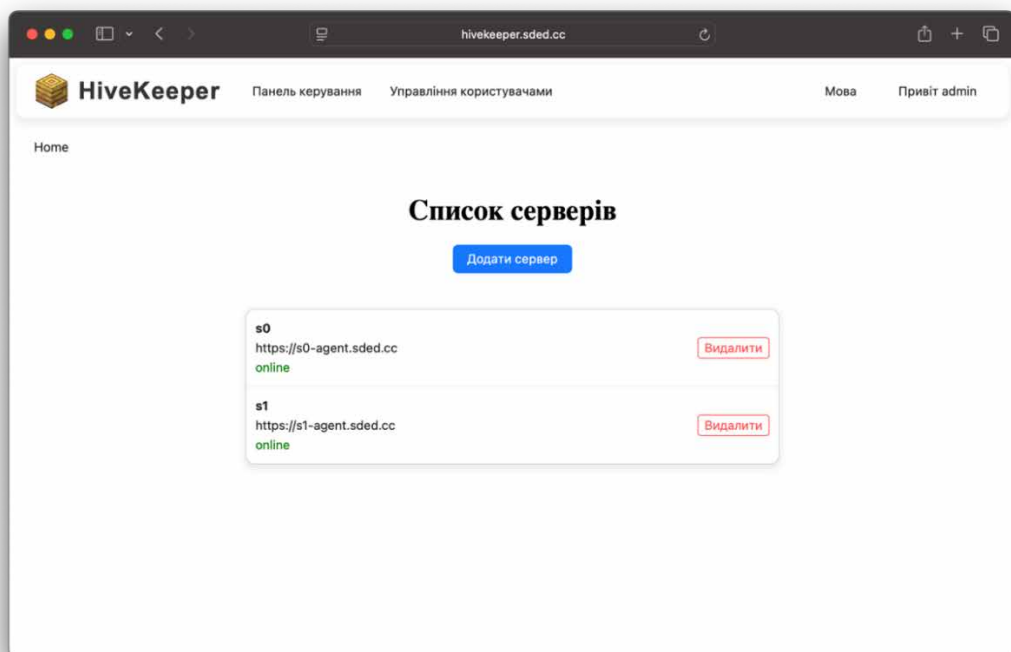 hivekeeper.sded.cc
HiveKeeper Панель керування Управління користувачами Мова Привіт admin
Home
Список серверів
Додати сервер
s0
https://s0-agent.sded.cc
online
Видалити
s1
https://s1-agent.sded.cc
online
Видалити